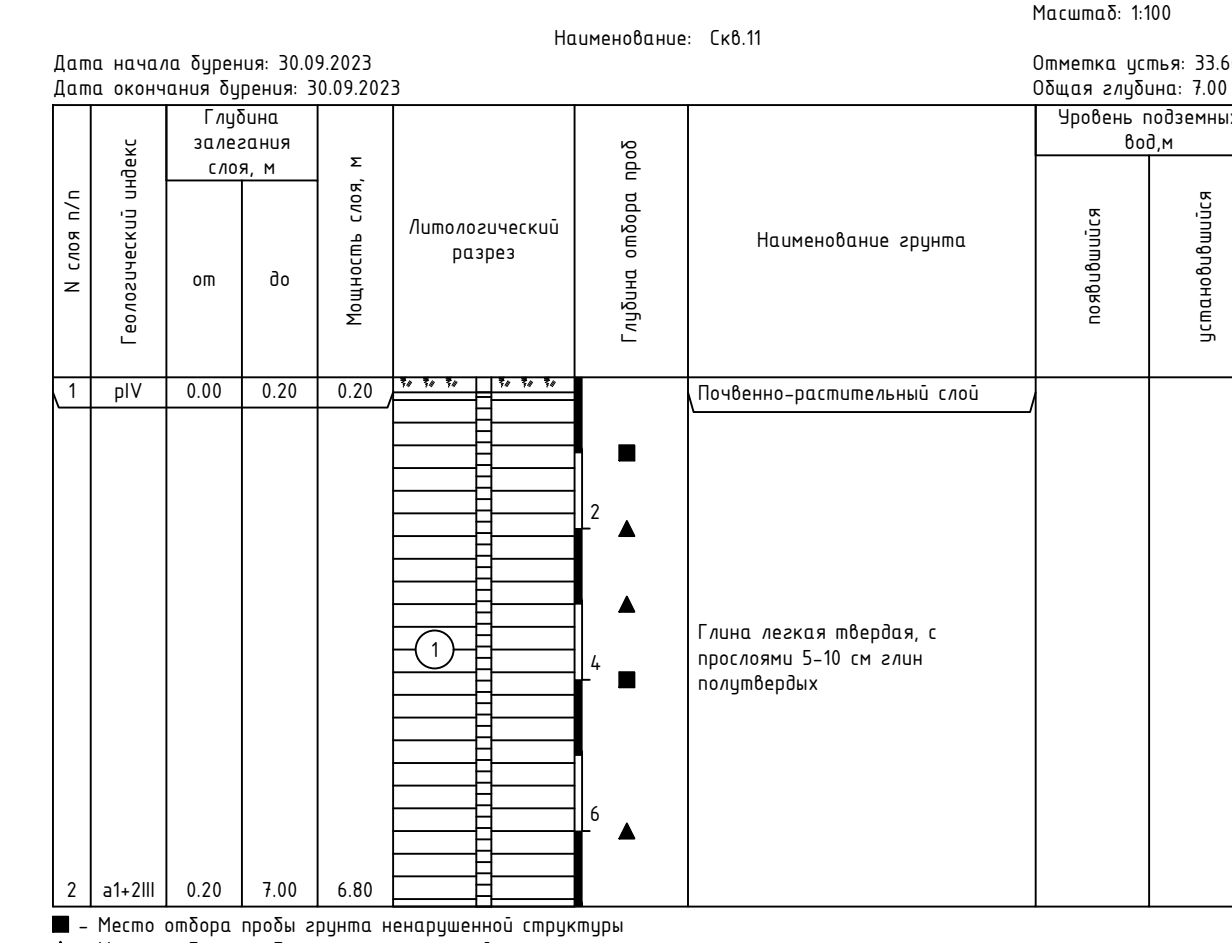 Масштаб: 1:100
Наименование: Скв.11
Дата начала бурения: 30.09.2023
Отметка устья: 33.6
Дата окончания бурения: 30.09.2023
Общая глубина: 7.00
N слоя п/п
Геологический индекс
Глубина
залегания
слоя, м
от
до
Мощность слоя, м
Литологический
разрез
Глубина отбора проб
Наименование грунта
Уровень подземных
вод,м
появившийся
установившийся
1 pIV 0.00 0.20 0.20 Почвенно-растительный слой
2
4
6
1
Глина легкая твердая, с
прослоями 5-10 см глин
полутвердых
2 a1+2III 0.20 7.00 6.80
- Место отбора пробы грунта ненарушенной структуры